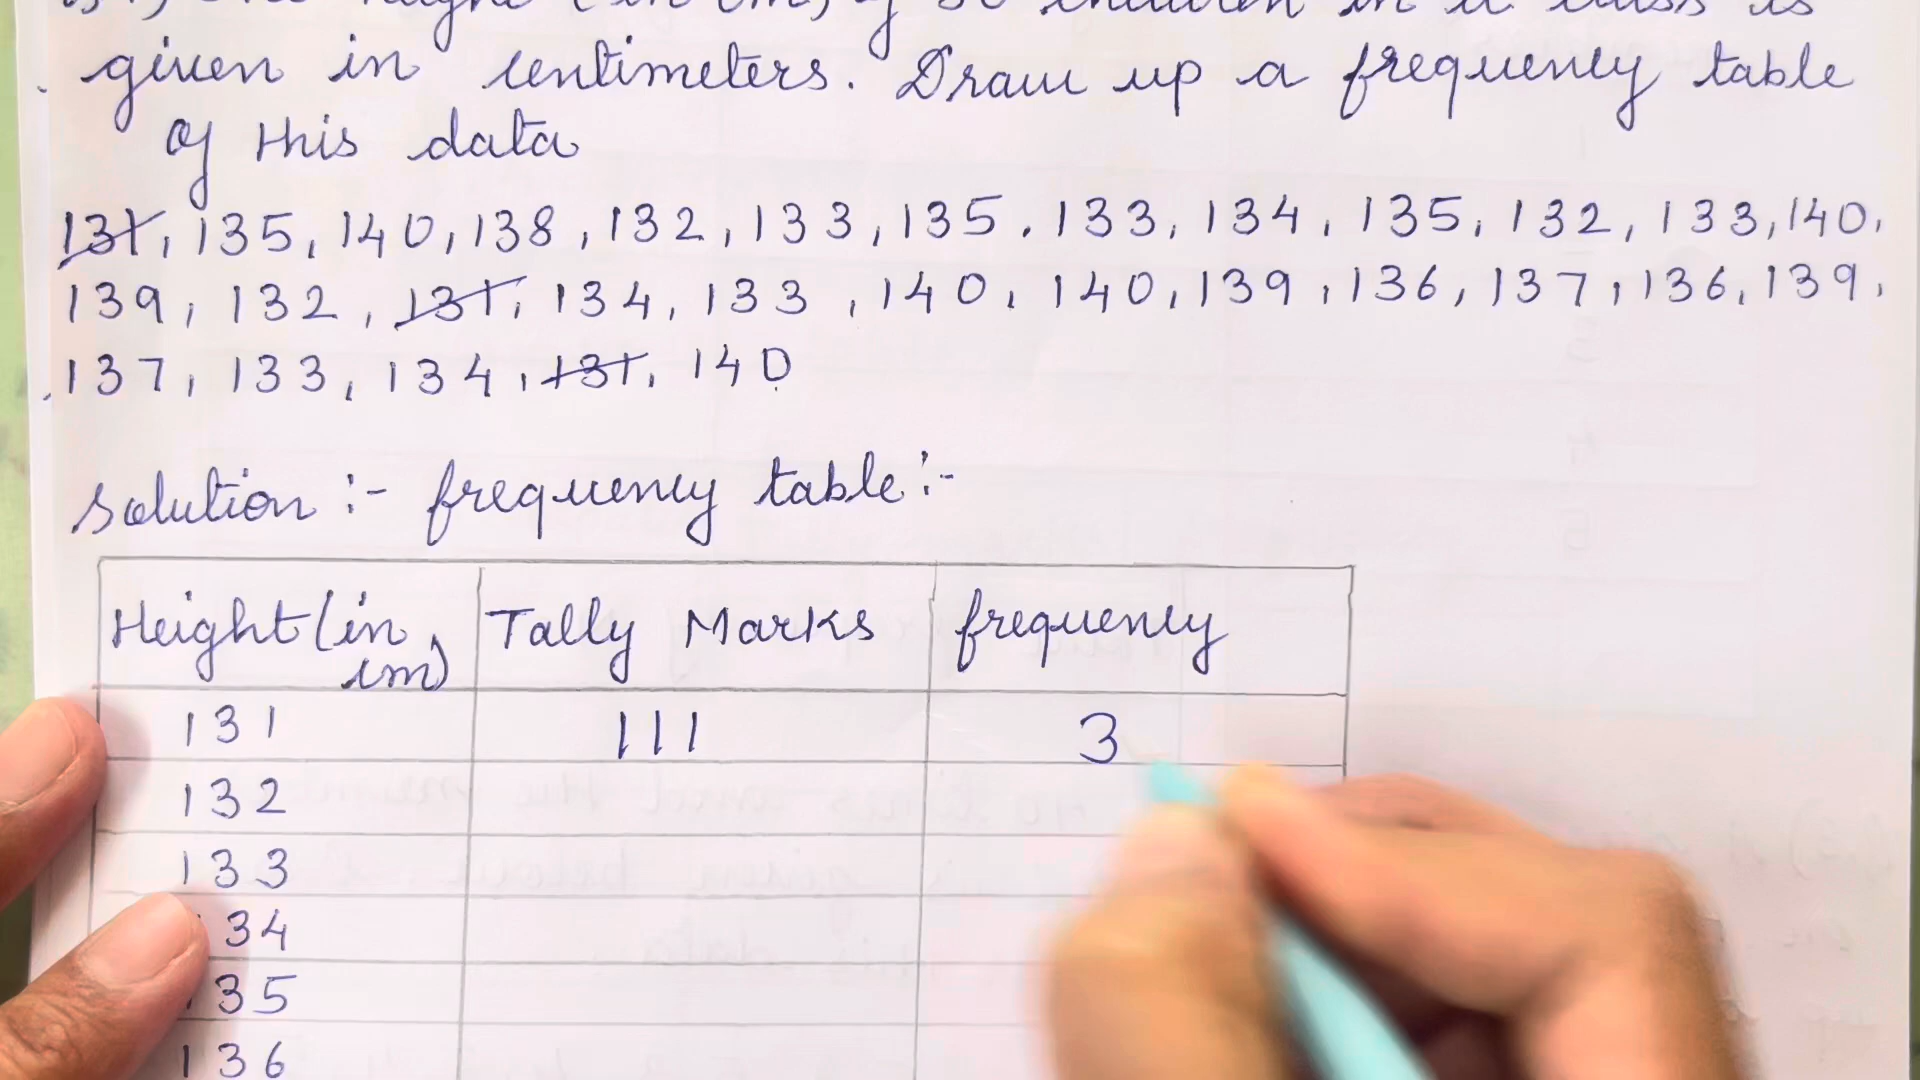 given in centimeters. Draw up a frequency table
of this data
131, 135, 140, 138, 132, 133, 135. 133, 134, 135, 132, 133, 140,
139, 132, 131, 134, 133, 140, 140, 139, 136, 137, 136, 139,
137, 133, 134, 131, 140
Solution :- frequency table :-
Height (in cm) Tally Marks frequency
131 111 3
132
133
34
35
136